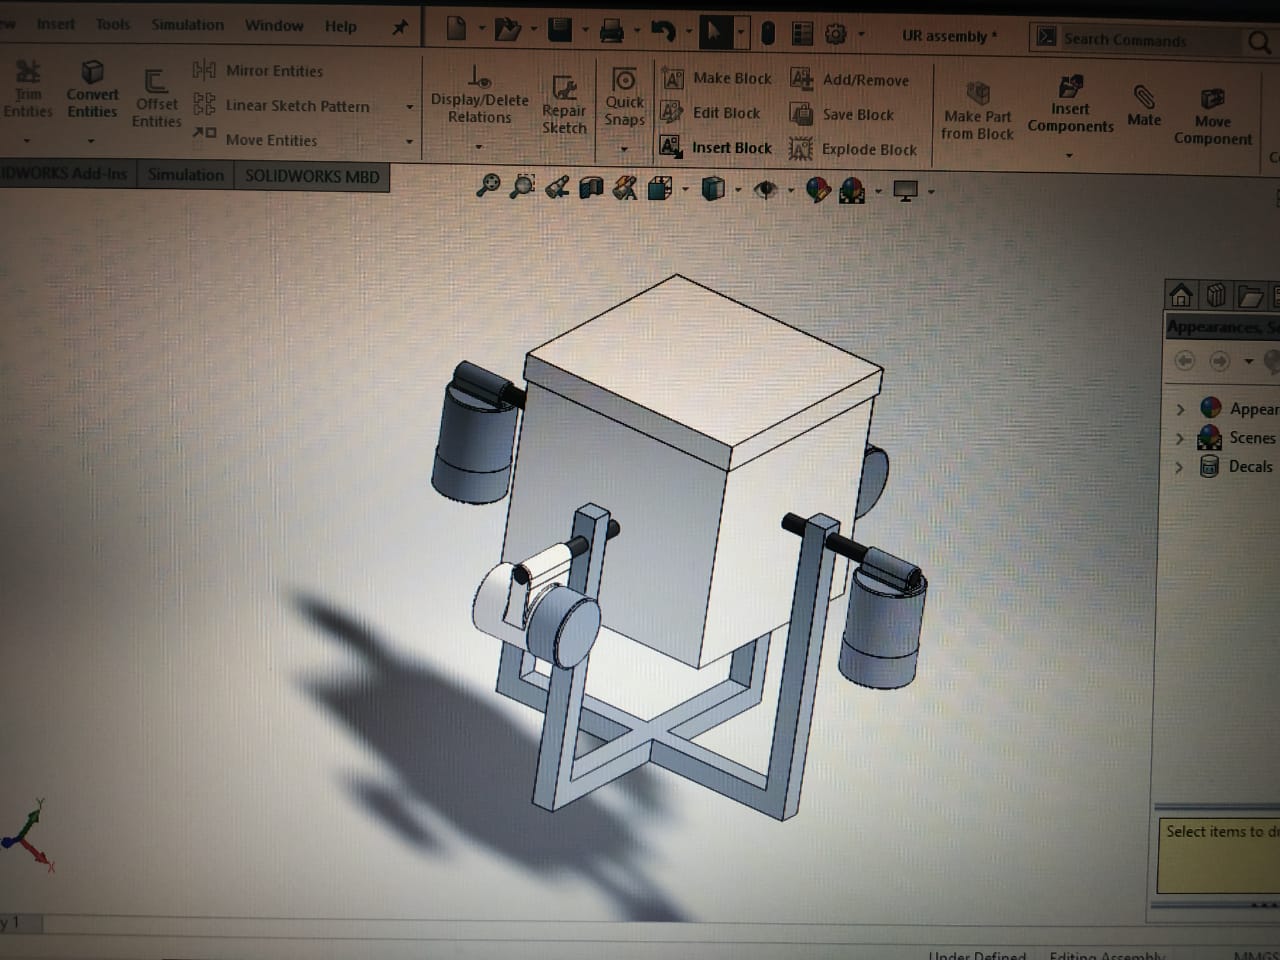 Insert Tools Simulation Window Help
UR assembly *
Search Commands
Trim Entities
Convert Entities
Offset Entities
Mirror Entities
Linear Sketch Pattern
Move Entities
Display/Delete Relations
Repair Sketch
Quick Snaps
Make Block
Edit Block
Insert Block
Add/Remove
Save Block
Explode Block
Make Part from Block
Insert Components
Mate
Move Component
IDWORKS Add-Ins Simulation SOLIDWORKS MBD
Appearances, S
Appear
Scenes
Decals
Select items to d
Y
X
y 1
Under Defined Editing Assembly MMGS